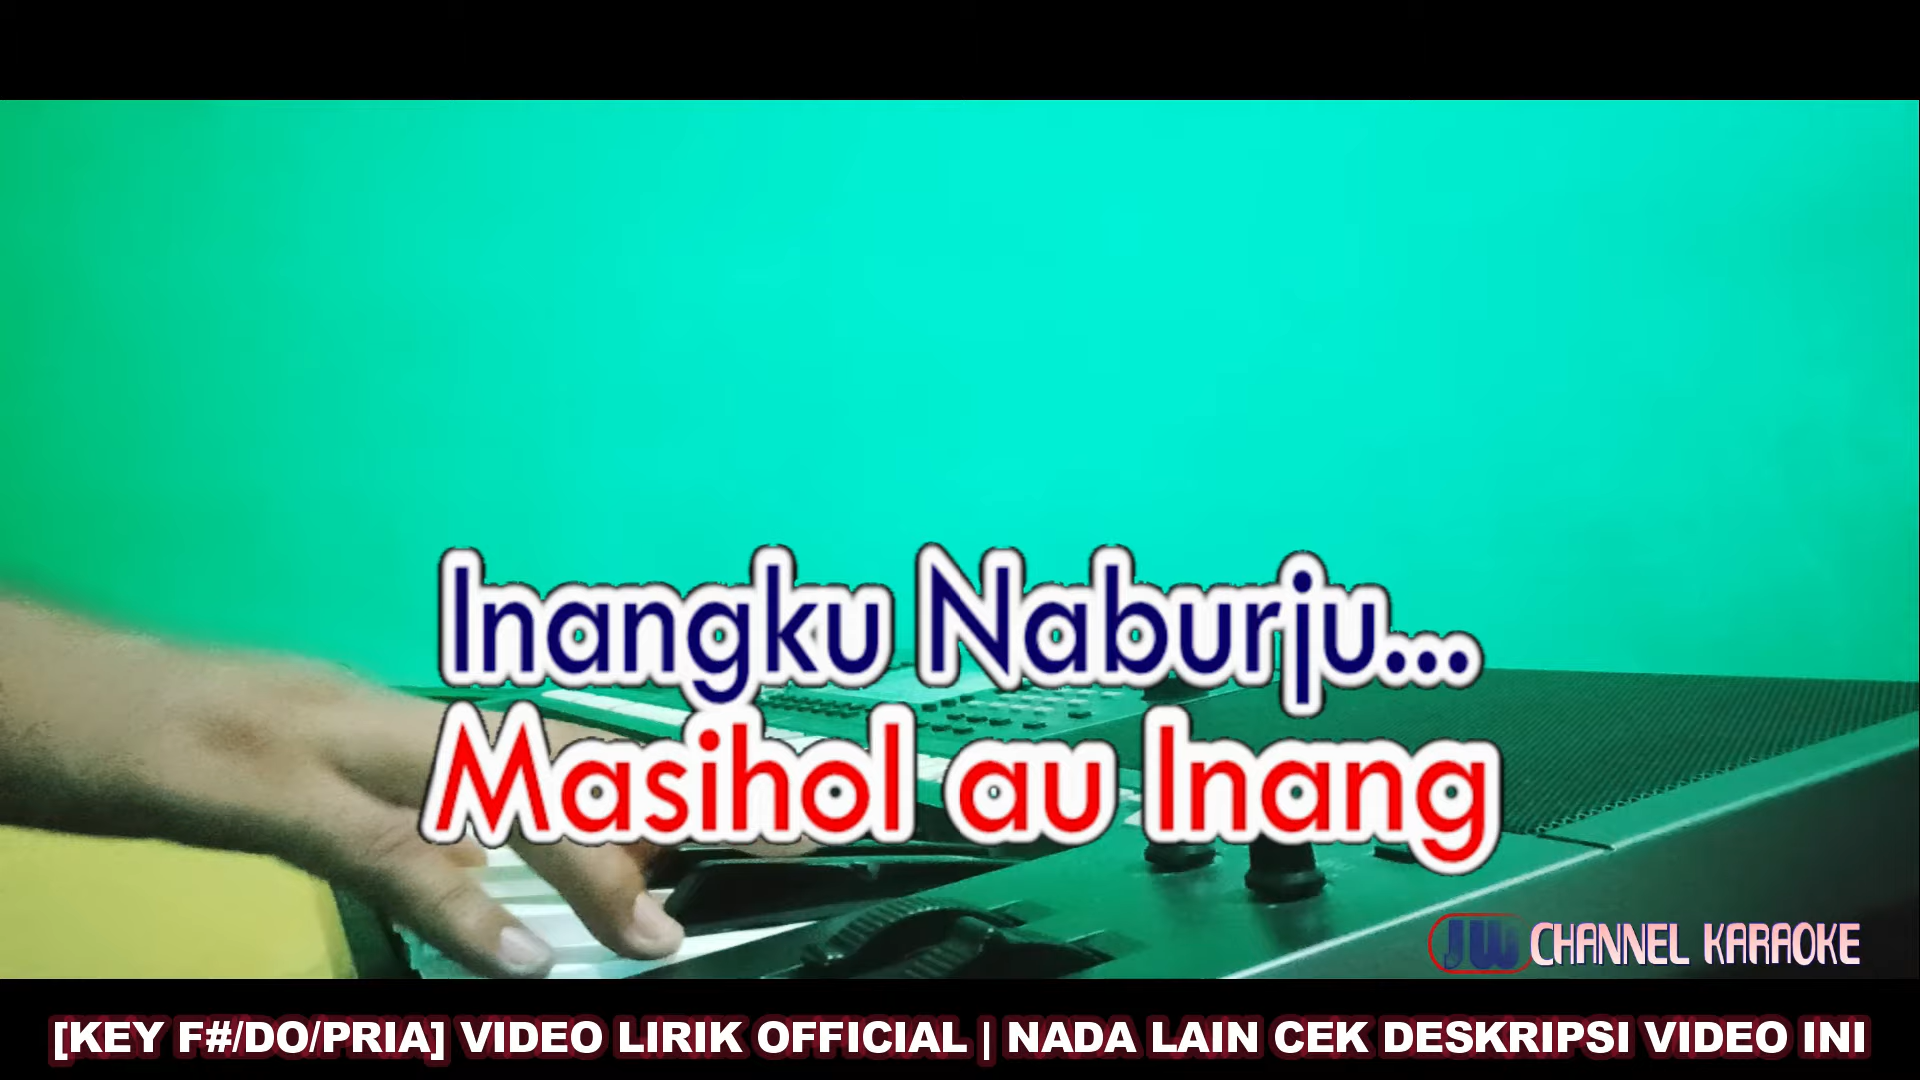 Inangku Naburju...
Masihol au Inang
JW CHANNEL KARAOKE
[KEY F#/DO/PRIA] VIDEO LIRIK OFFICIAL | NADA LAIN CEK DESKRIPSI VIDEO INI